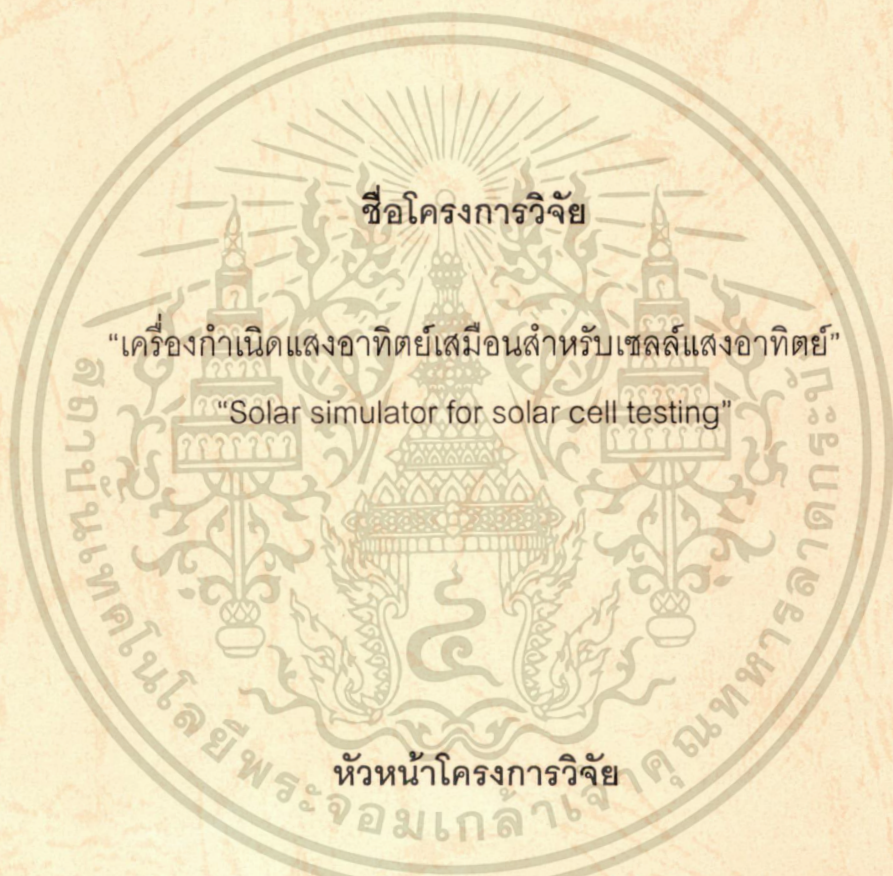 ชื่อโครงการวิจัย
“เครื่องกำเนิดแสงอาทิตย์เสมือนสำหรับเซลล์แสงอาทิตย์”
“Solar simulator for solar cell testing”
หัวหน้าโครงการวิจัย
สถาบันเทคโนโลยีพระจอมเกล้าเจ้าคุณทหารลาดกระบัง